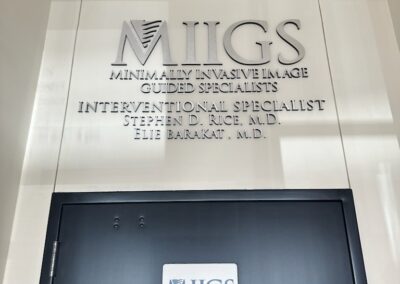 MIIGS
MINIMALLY INVASIVE IMAGE
GUIDED SPECIALISTS
INTERVENTIONAL SPECIALIST
STEPHEN D. RICE, M.D.
ELIE BARAKAT, M.D.
MIIGS